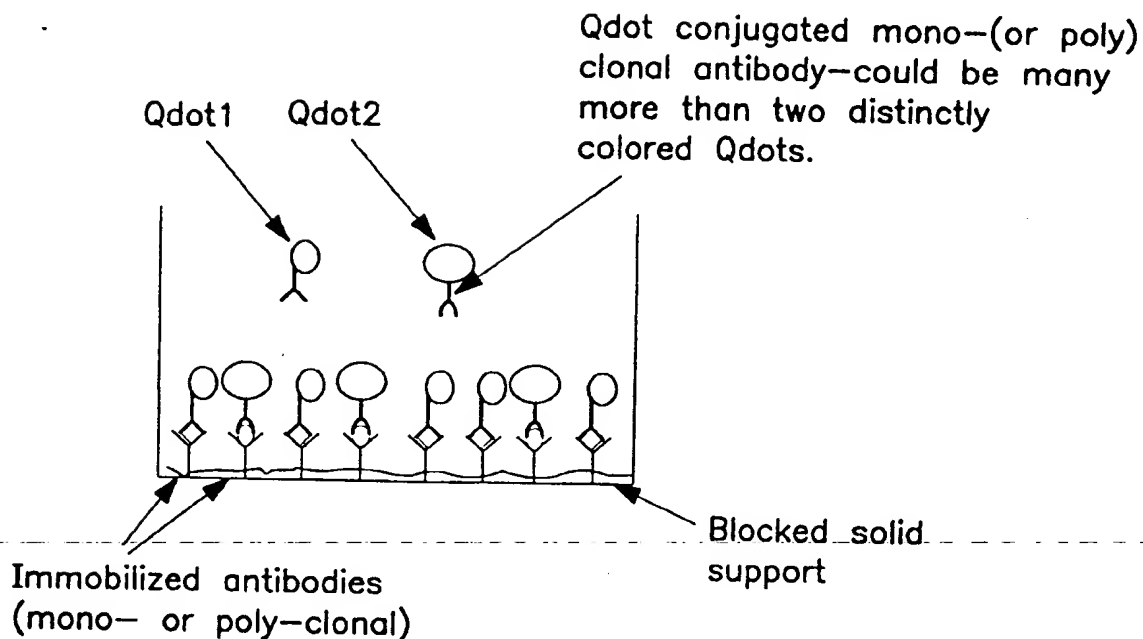 Qdot conjugated mono-(or poly)
clonal antibody-could be many
more than two distinctly
colored Qdots.
Qdot1 Qdot2
Blocked solid
support
Immobilized antibodies
(mono- or poly-clonal)